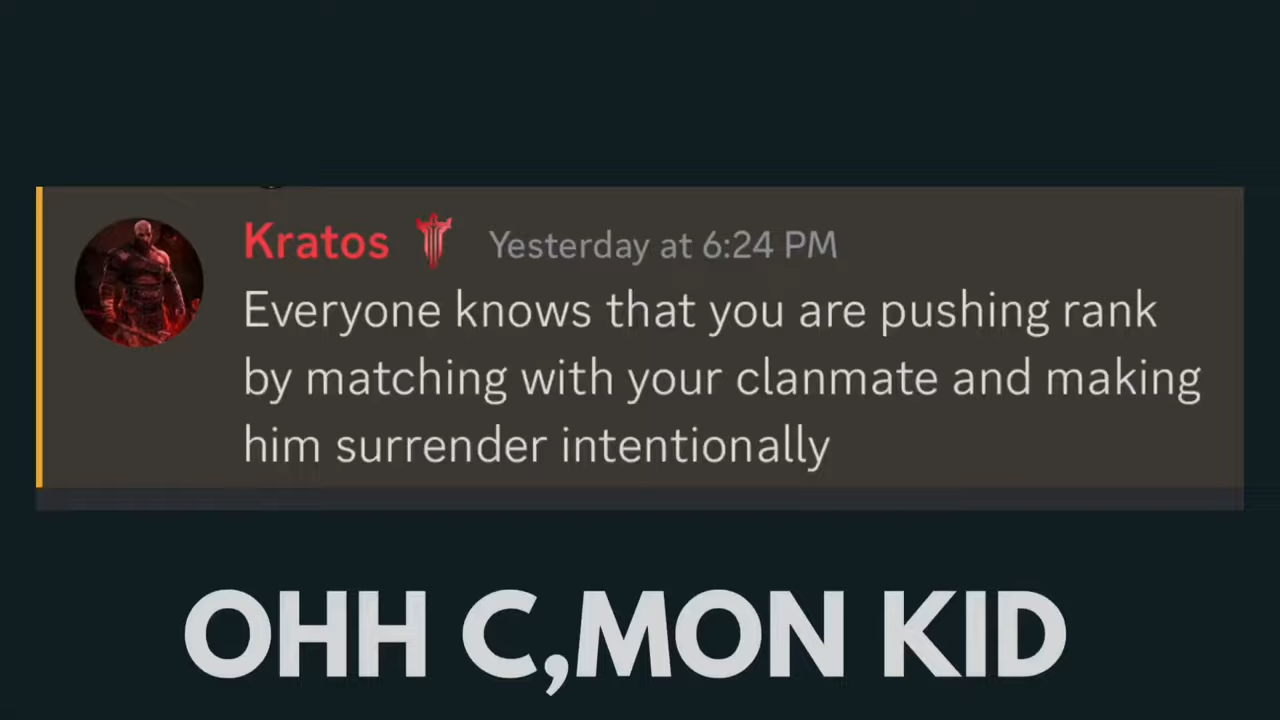 Kratos Yesterday at 6:24 PM
Everyone knows that you are pushing rank
by matching with your clanmate and making
him surrender intentionally
OHH C,MON KID